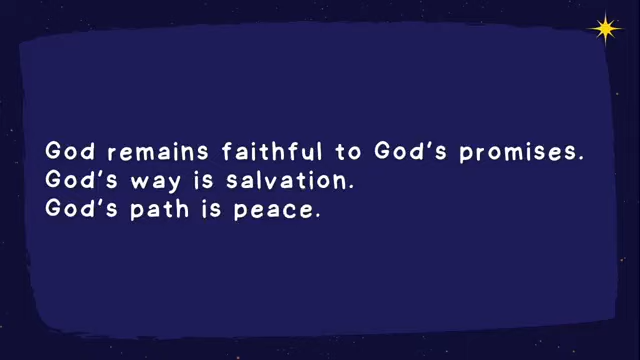 God remains faithful to God's promises.
God's way is salvation.
God's path is peace.